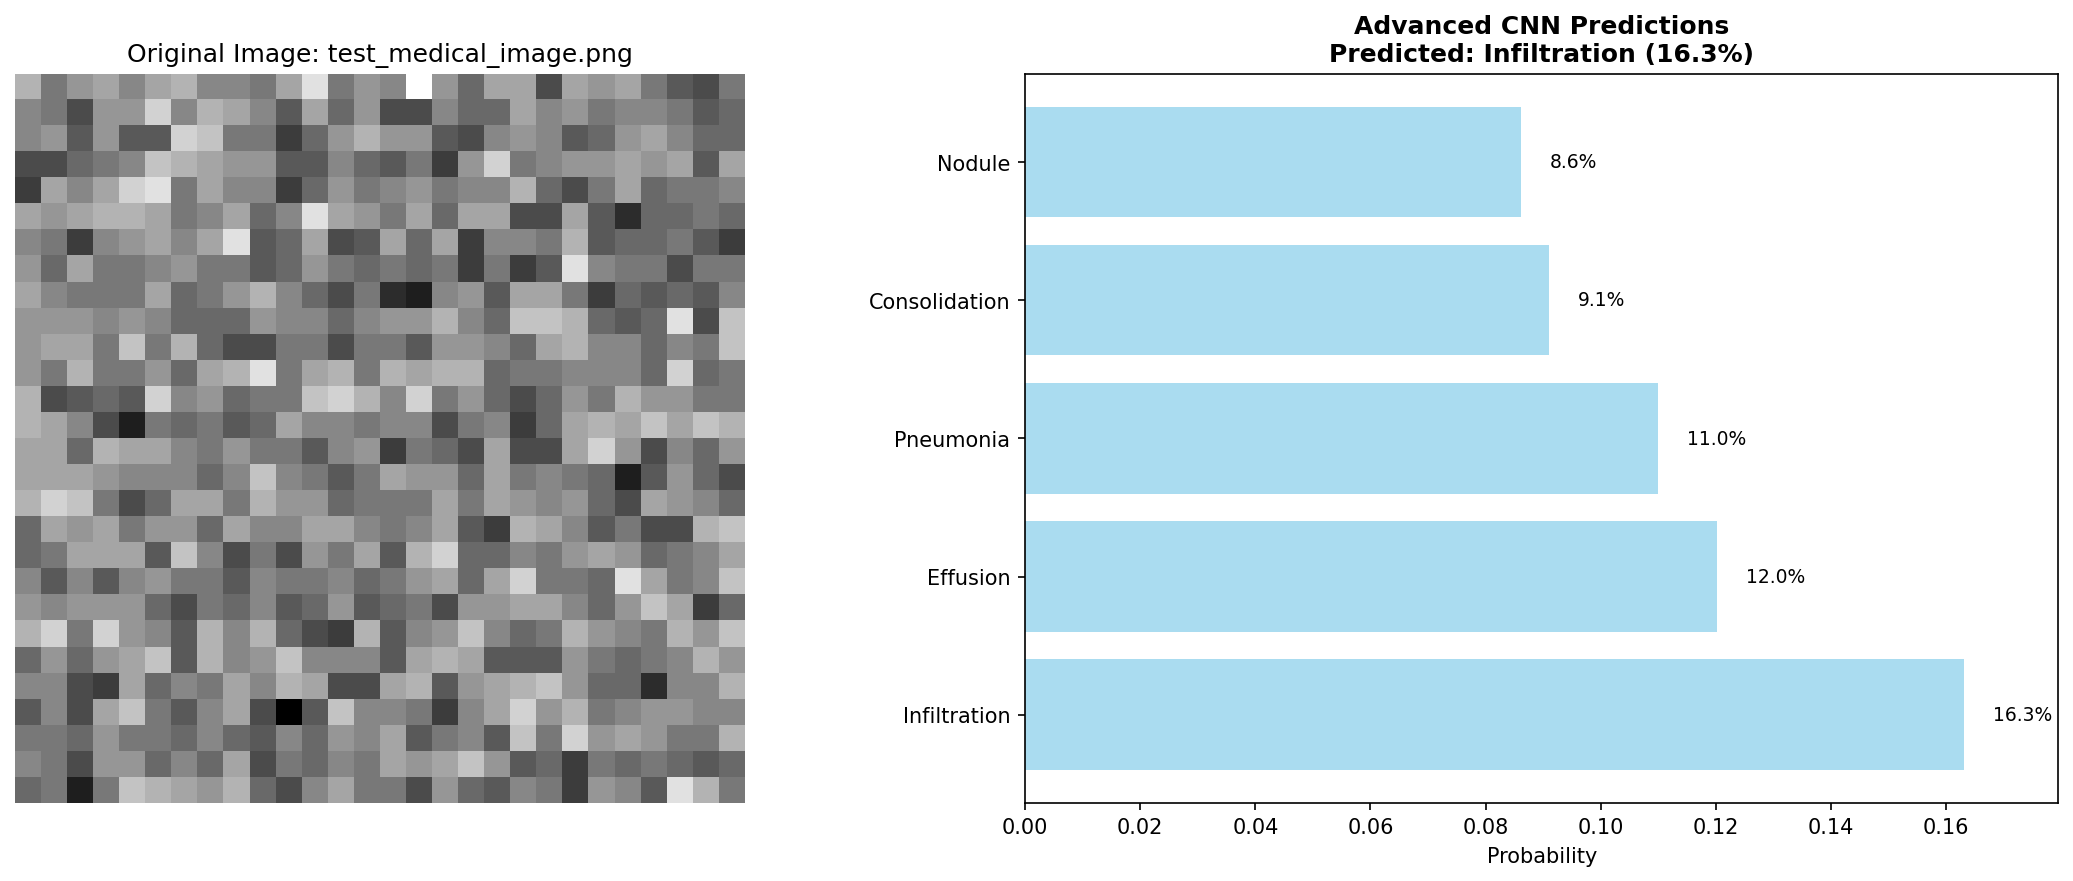 Original Image: test_medical_image.png
Advanced CNN Predictions
Predicted: Infiltration (16.3%)
Nodule
8.6%
Consolidation
9.1%
Pneumonia
11.0%
Effusion
12.0%
Infiltration
16.3%
0.00 0.02 0.04 0.06 0.08 0.10 0.12 0.14 0.16
Probability